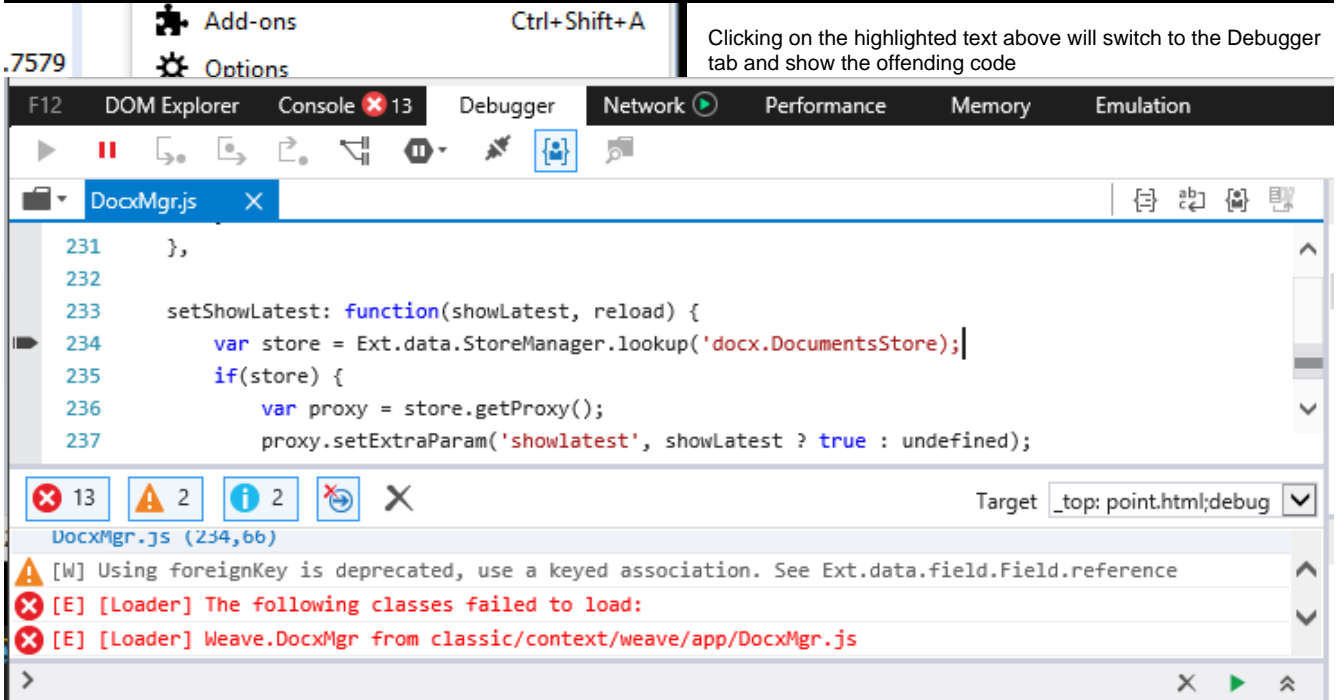 Add-ons Ctrl+Shift+A
Clicking on the highlighted text above will switch to the Debugger
.7579
Options
tab and show the offending code
F12 DOM Explorer Console 13 Debugger Network Performance Memory Emulation
DocxMgr.js
231 },
232
233 setShowLatest: function(showLatest, reload) {
234 var store = Ext.data.StoreManager.lookup('docx.DocumentsStore);
235 if(store) {
236 var proxy = store.getProxy();
237 proxy.setExtraParam('showlatest', showLatest ? true : undefined);
13 2 2 Target _top: point.html;debug
DocxMgr.js (234,66)
[W] Using foreignKey is deprecated, use a keyed association. See Ext.data.field.Field.reference
[E] [Loader] The following classes failed to load:
[E] [Loader] Weave.DocxMgr from classic/context/weave/app/DocxMgr.js
>